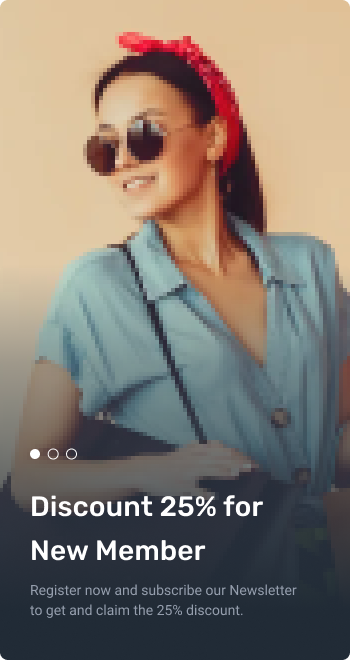 Discount 25% for
New Member
Register now and subscribe our Newsletter
to get and claim the 25% discount.